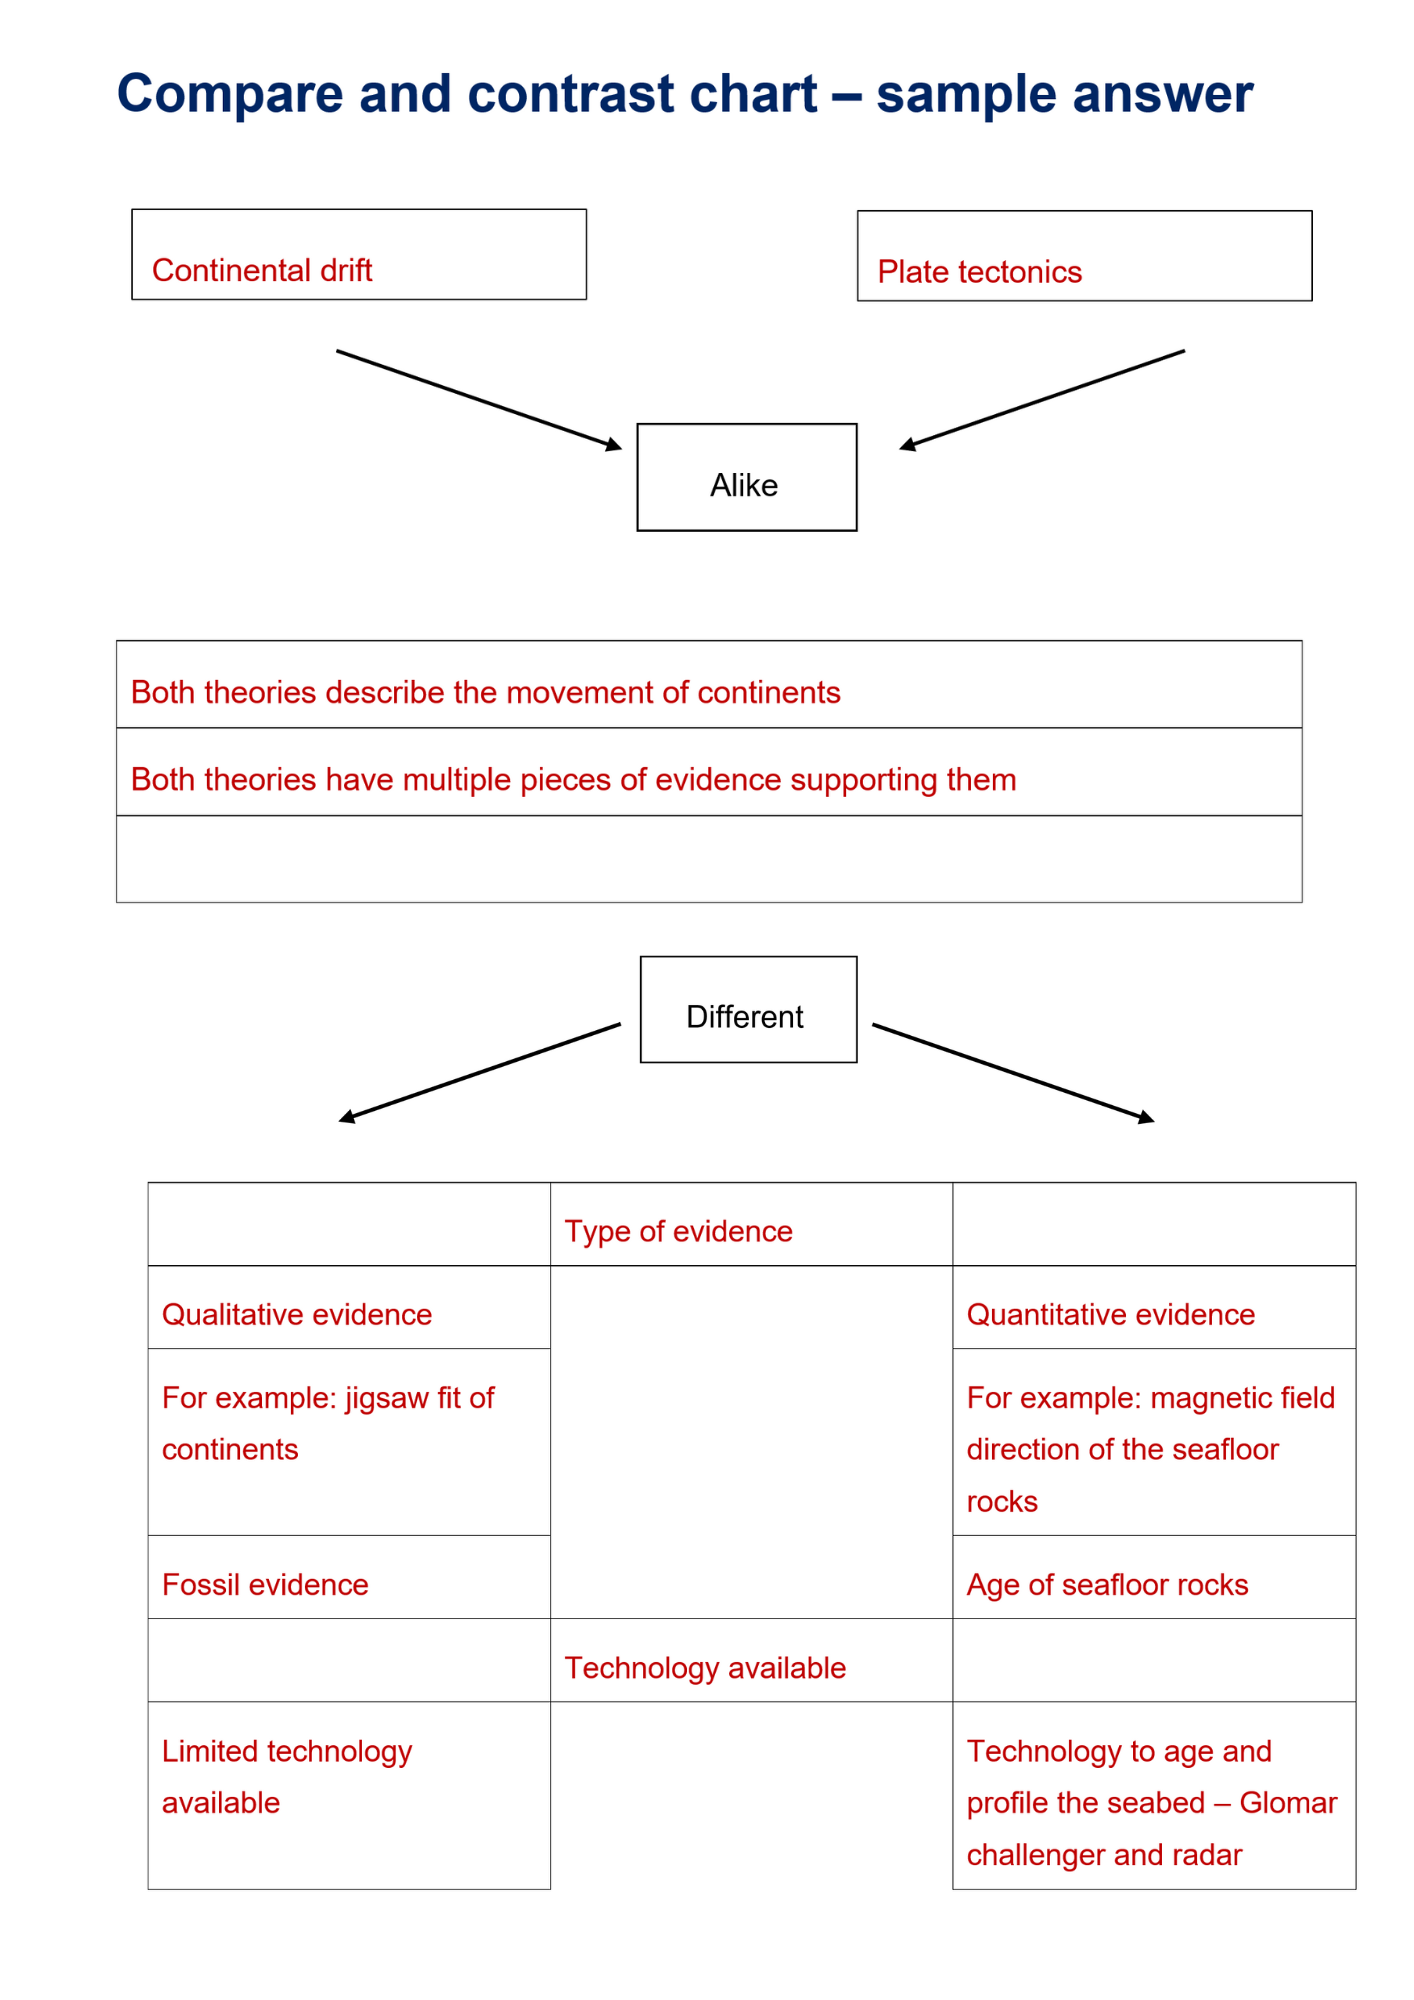 Compare and contrast chart – sample answer
Continental drift
Plate tectonics
Alike
Both theories describe the movement of continents
Both theories have multiple pieces of evidence supporting them
Different
Type of evidence
Qualitative evidence
Quantitative evidence
For example: jigsaw fit of
continents
For example: magnetic field
direction of the seafloor
rocks
Fossil evidence
Age of seafloor rocks
Technology available
Limited technology
available
Technology to age and
profile the seabed – Glomar
challenger and radar